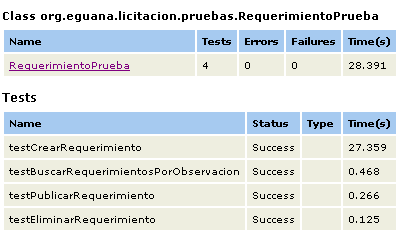 Class org.eguana.licitacion.pruebas.RequerimientoPrueba
Name Tests Errors Failures Time(s)
RequerimientoPrueba 4 0 0 28.391
Tests
Name Status Type Time(s)
testCrearRequerimiento Success 27.359
testBuscarRequerimientosPorObservacion Success 0.468
testPublicarRequerimiento Success 0.266
testEliminarRequerimiento Success 0.125